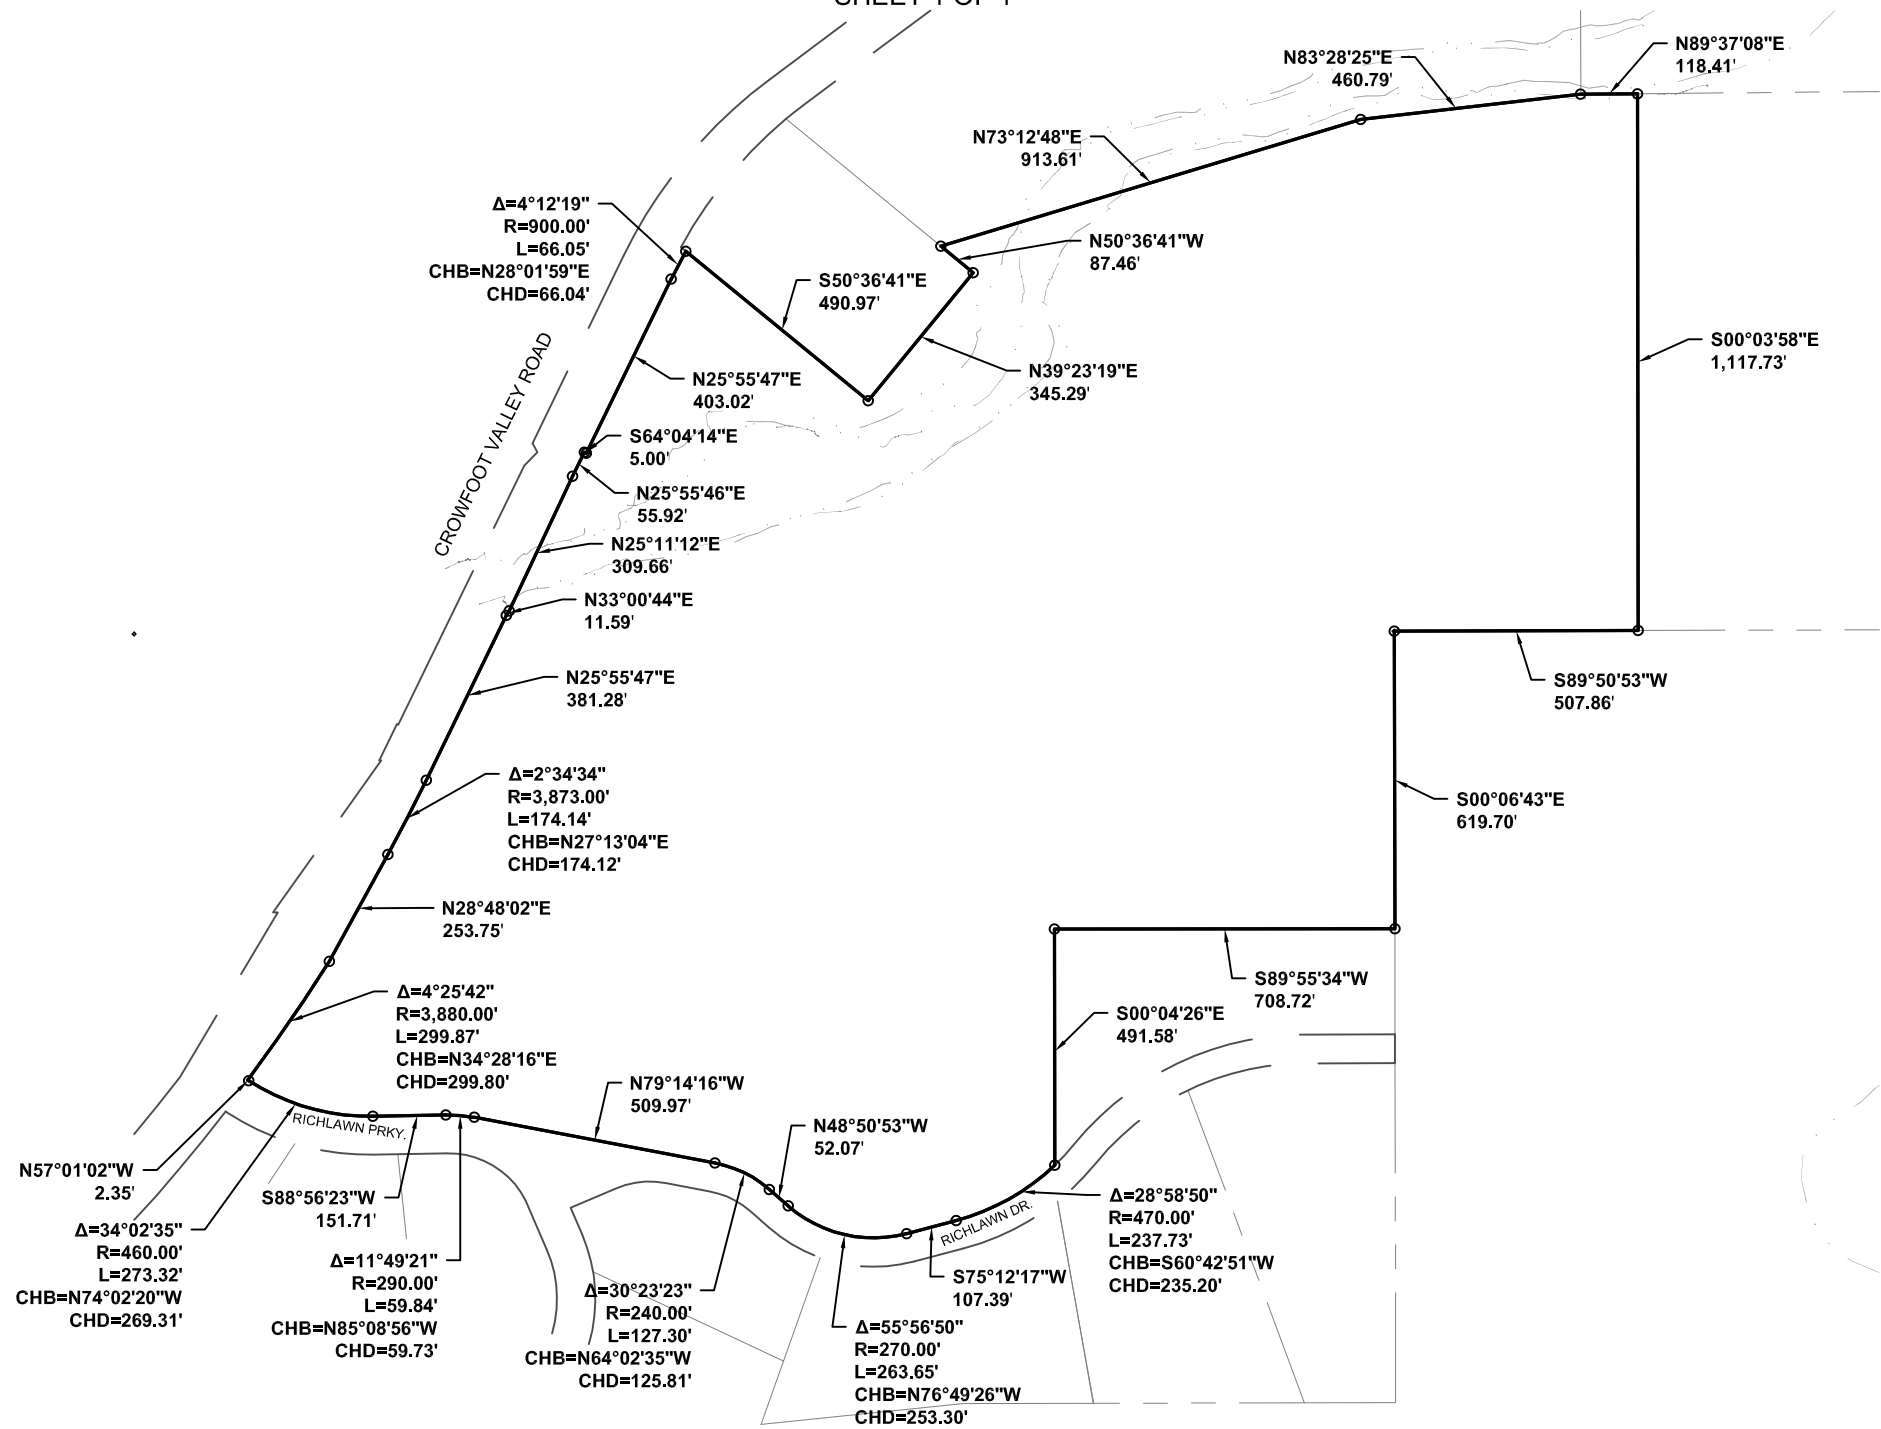 SHEET 1 OF 1
N89°37'08"E
118.41'
N83°28'25"E
460.79'
N73°12'48"E
913.61'
Δ=4°12'19"
R=900.00'
L=66.05'
CHB=N28°01'59"E
CHD=66.04'
N50°36'41"W
87.46'
S50°36'41"E
490.97'
S00°03'58"E
1,117.73'
N39°23'19"E
345.29'
N25°55'47"E
403.02'
CROWFOOT VALLEY ROAD
S64°04'14"E
5.00'
N25°55'46"E
55.92'
N25°11'12"E
309.66'
N33°00'44"E
11.59'
N25°55'47"E
381.28'
S89°50'53"W
507.86'
Δ=2°34'34"
R=3,873.00'
L=174.14'
CHB=N27°13'04"E
CHD=174.12'
S00°06'43"E
619.70'
N28°48'02"E
253.75'
S89°55'34"W
708.72'
Δ=4°25'42"
R=3,880.00'
L=299.87'
CHB=N34°28'16"E
CHD=299.80'
S00°04'26"E
491.58'
N79°14'16"W
509.97'
N48°50'53"W
52.07'
RICHLAWN PRKY.
N57°01'02"W
2.35'
S88°56'23"W
151.71'
Δ=34°02'35"
R=460.00'
L=273.32'
CHB=N74°02'20"W
CHD=269.31'
Δ=11°49'21"
R=290.00'
L=59.84'
CHB=N85°08'56"W
CHD=59.73'
Δ=30°23'23"
R=240.00'
L=127.30'
CHB=N64°02'35"W
CHD=125.81'
RICHLAWN DR.
S75°12'17"W
107.39'
Δ=28°58'50"
R=470.00'
L=237.73'
CHB=S60°42'51"W
CHD=235.20'
Δ=55°56'50"
R=270.00'
L=263.65'
CHB=N76°49'26"W
CHD=253.30'